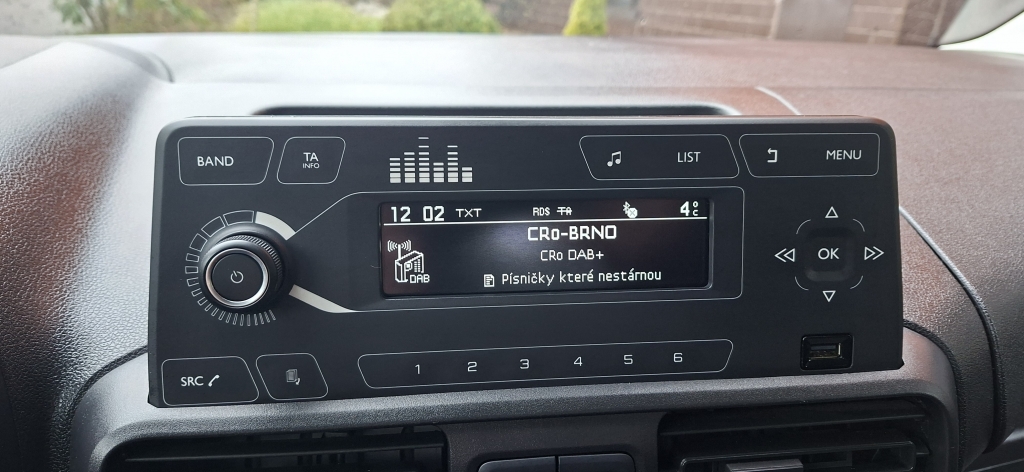 BAND
TA
INFO
LIST
MENU
12 02 TXT RDS TA 4°C
CRo-BRNO
CRo DAB+
DAB
Písničky které nestárnou
OK
SRC
1 2 3 4 5 6